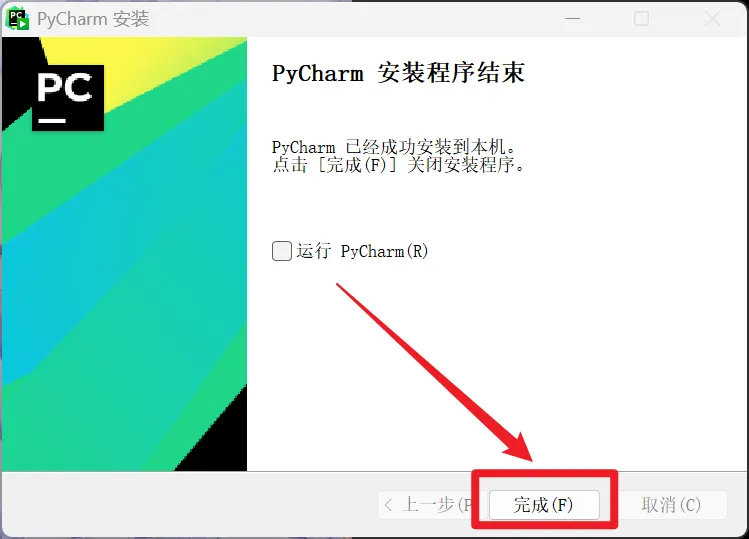 PyCharm 安装
PC
PyCharm 安装程序结束
PyCharm 已经成功安装到本机。
点击 [完成(F)] 关闭安装程序。
运行 PyCharm(R)
< 上一步(P
完成(F)
取消(C)